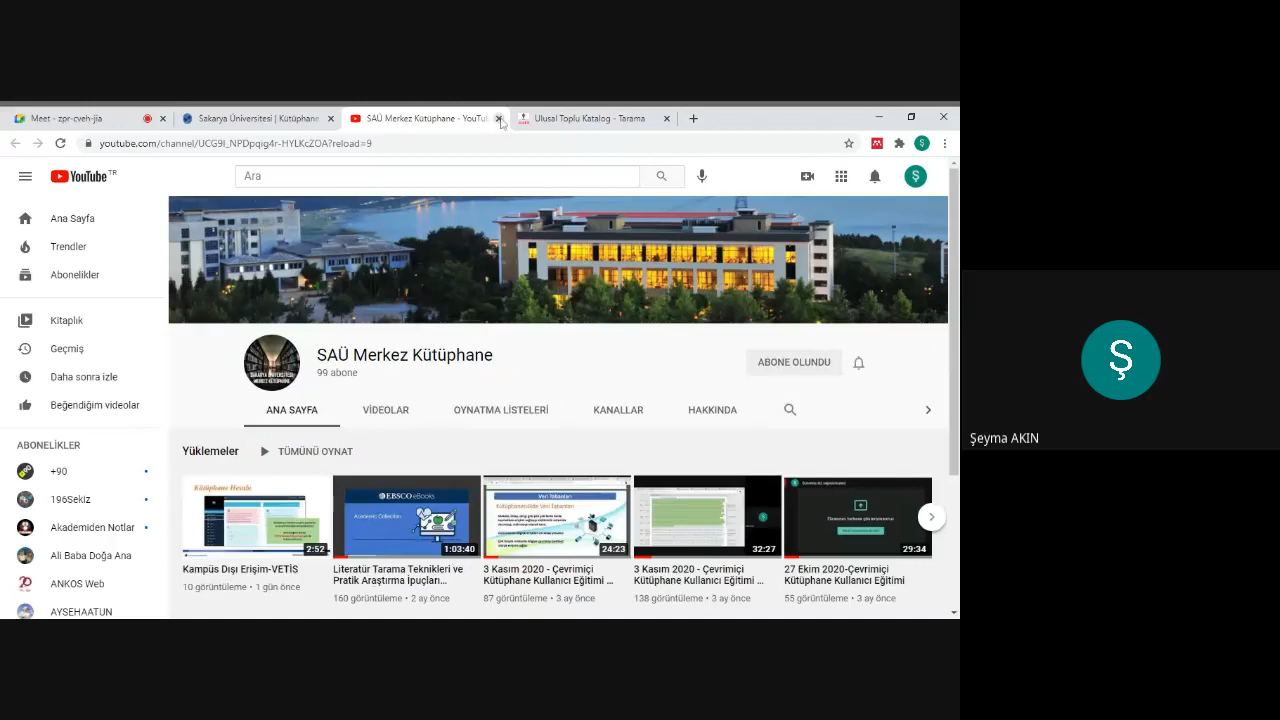 Meet - zpr-cveh-jia
Sakarya Üniversitesi | Kütüphane
SAÜ Merkez Kütüphane - YouTu
Ulusal Toplu Katalog - Tarama
youtube.com/channel/UCG9I_NPDpqig4r-HYLKcZOA?reload=9
Ş
YouTube TR
Ara
Ş
Ana Sayfa
Trendler
Abonelikler
Kitaplık
Geçmiş
Daha sonra izle
Beğendiğim videolar
ABONELİKLER
+90
196Sekiz
Akademiden Notlar
Ali Baba Doğa Ana
ANKOS Web
AYSEHAATUN
SAÜ Merkez Kütüphane
99 abone
ABONE OLUNDU
ANA SAYFA
VİDEOLAR
OYNATMA LİSTELERİ
KANALLAR
HAKKINDA
Yüklemeler
TÜMÜNÜ OYNAT
Kütüphane Hesabı
2:52
Kampüs Dışı Erişim-VETİS
10 görüntüleme • 1 gün önce
EBSCO eBooks
Academic Collection
1:03:40
Literatür Tarama Teknikleri ve
Pratik Araştırma İpuçları...
160 görüntüleme • 2 ay önce
Veri Tabanları
24:23
3 Kasım 2020 - Çevrimiçi
Kütüphane Kullanıcı Eğitimi ...
87 görüntüleme • 3 ay önce
32:27
3 Kasım 2020 - Çevrimiçi
Kütüphane Kullanıcı Eğitimi ...
138 görüntüleme • 3 ay önce
29:34
27 Ekim 2020-Çevrimiçi
Kütüphane Kullanıcı Eğitimi
55 görüntüleme • 3 ay önce
Ş
Şeyma AKIN